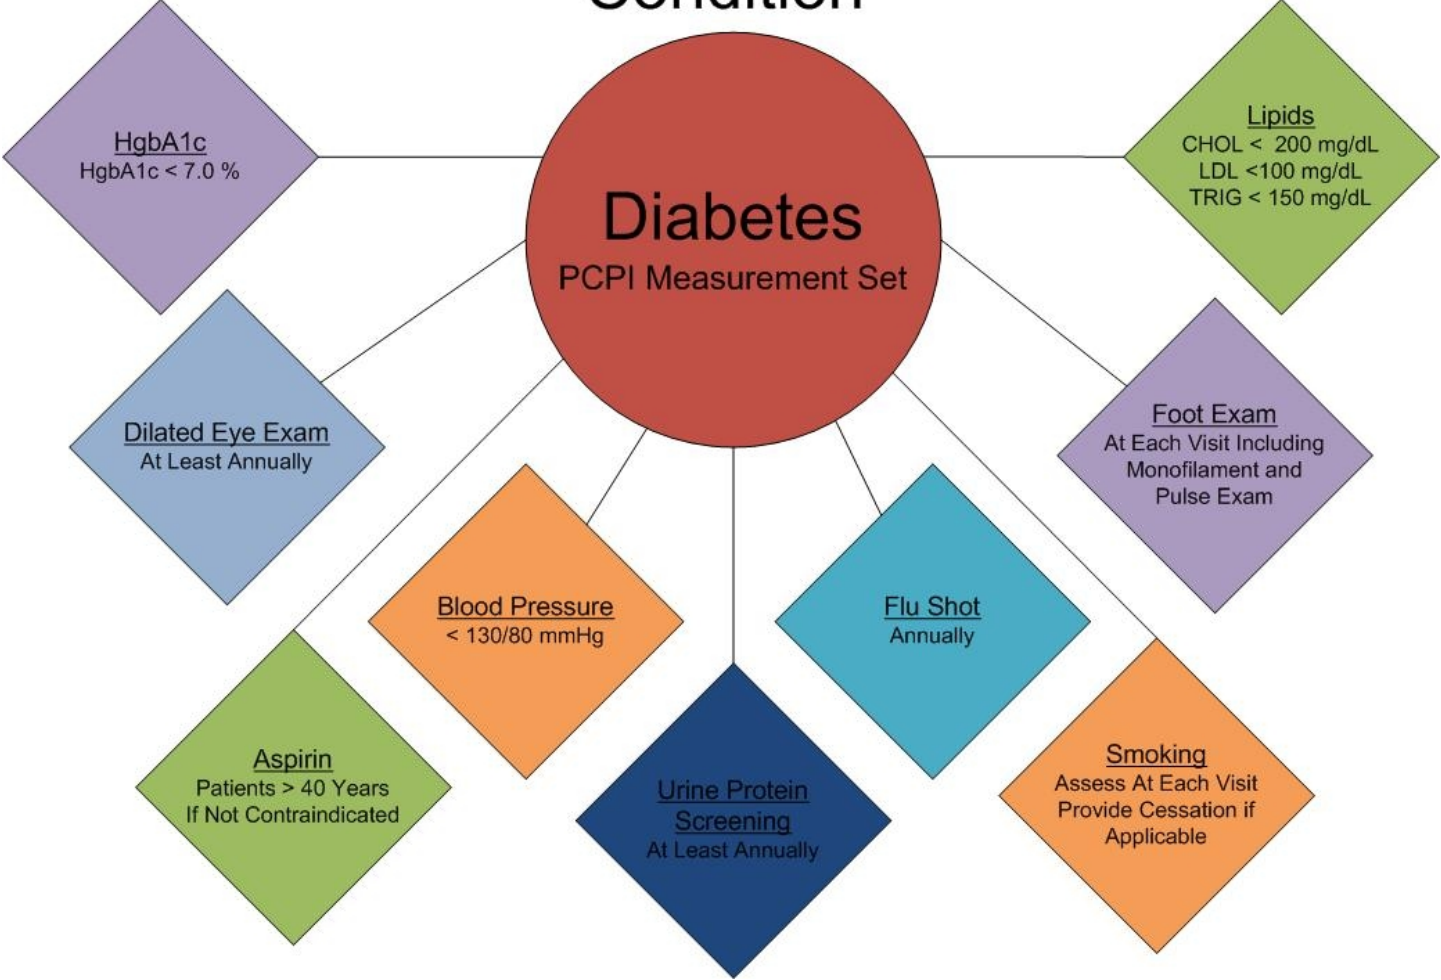 Condition
Diabetes
PCPI Measurement Set
HgbA1c
HgbA1c < 7.0 %
Lipids
CHOL < 200 mg/dL
LDL <100 mg/dL
TRIG < 150 mg/dL
Dilated Eye Exam
At Least Annually
Foot Exam
At Each Visit Including
Monofilament and
Pulse Exam
Blood Pressure
< 130/80 mmHg
Flu Shot
Annually
Aspirin
Patients > 40 Years
If Not Contraindicated
Urine Protein
Screening
At Least Annually
Smoking
Assess At Each Visit
Provide Cessation if
Applicable